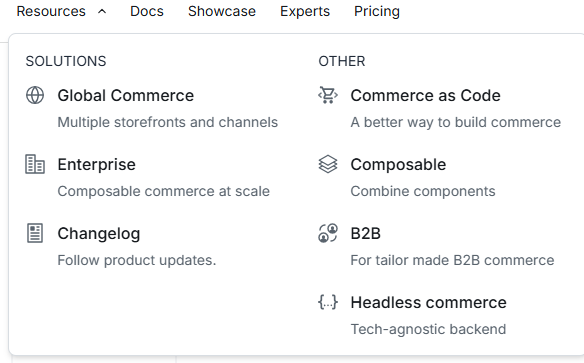 Resources Docs Showcase Experts Pricing
SOLUTIONS
Global Commerce
Multiple storefronts and channels
Enterprise
Composable commerce at scale
Changelog
Follow product updates.
OTHER
Commerce as Code
A better way to build commerce
Composable
Combine components
B2B
For tailor made B2B commerce
Headless commerce
Tech-agnostic backend